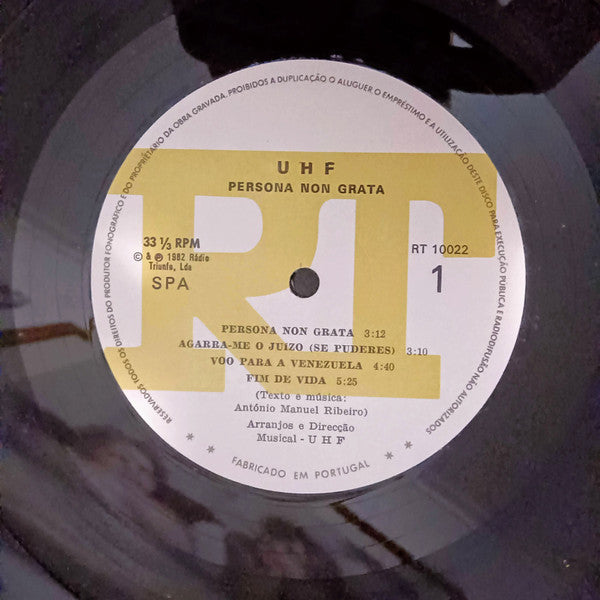 RESERVADOS TODOS OS DIREITOS DO PRODUTOR FONOGRÁFICO E DO PROPRIETÁRIO DA OBRA GRAVADA, PROIBIDOS A DUPLICAÇÃO O ALUGUER O EMPRÉSTIMO E A UTILIZAÇÃO DESTE DISCO PARA EXECUÇÃO PÚBLICA E RADIODIFUSÃO NÃO AUTORIZADOS
RT
U H F
PERSONA NON GRATA
33 1/3 RPM
© & ℗ 1982 Rádio
Triunfo, Lda
SPA
RT 10022
1
PERSONA NON GRATA 3:12
AGARRA-ME O JUIZO (SE PUDERES) 3:10
VOO PARA A VENEZUELA 4:40
FIM DE VIDA 5:25
(Texto e música:
António Manuel Ribeiro)
Arranjos e Direcção
Musical - U H F
* * FABRICADO EM PORTUGAL * *